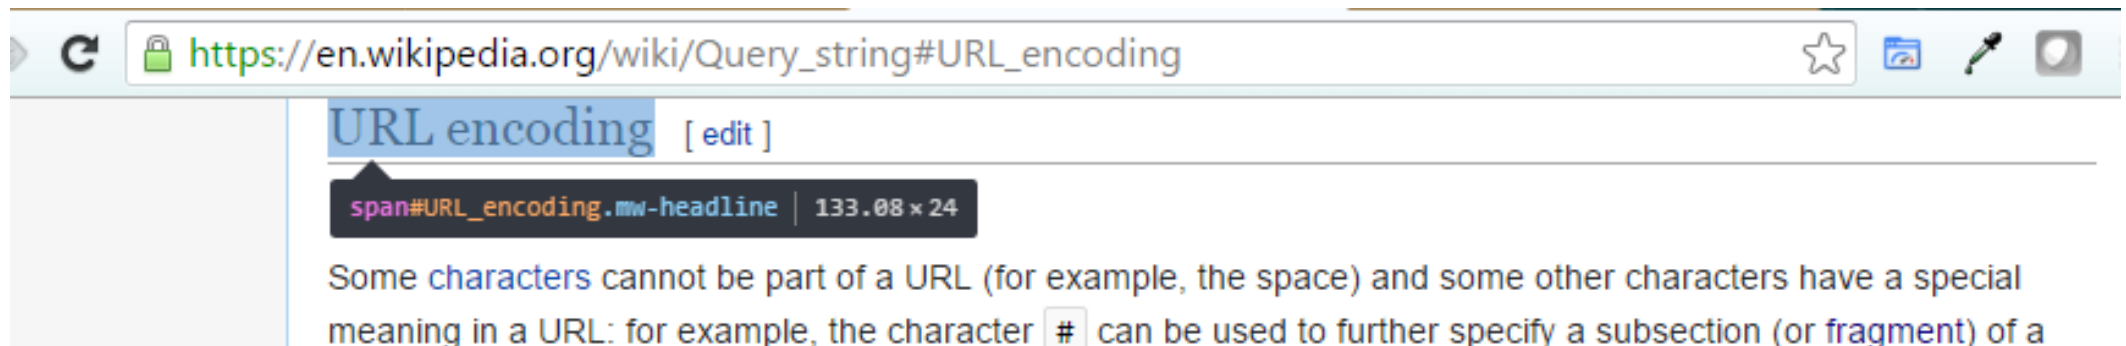 https://en.wikipedia.org/wiki/Query_string#URL_encoding
URL encoding [ edit ]
span#URL_encoding.mw-headline | 133.08 × 24
Some characters cannot be part of a URL (for example, the space) and some other characters have a special
meaning in a URL: for example, the character # can be used to further specify a subsection (or fragment) of a